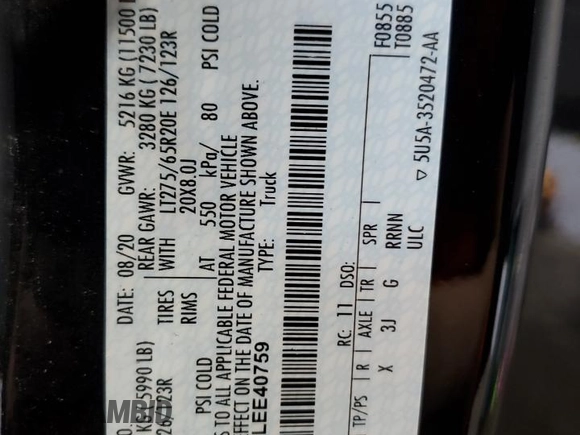 DATE: 08/20 GVWR: 5216 KG (11500
KG 5990 LB) REAR GAWR: 3280 KG ( 7230 LB)
TIRES WITH LT275/65R20E 126/123R
RIMS 20X8.0J
PSI COLD AT 550 kPa/ 80 PSI COLD
S TO ALL APPLICABLE FEDERAL MOTOR VEHICLE
EFFECT ON THE DATE OF MANUFACTURE SHOWN ABOVE.
LEE40759 TYPE: Truck
F0855
T0885
RC: 11 DSO:
TP/PS | R | AXLE | TR | SPR
X 3J G RRNN
ULC
▽ 5U5A-3520472-AA
MBID